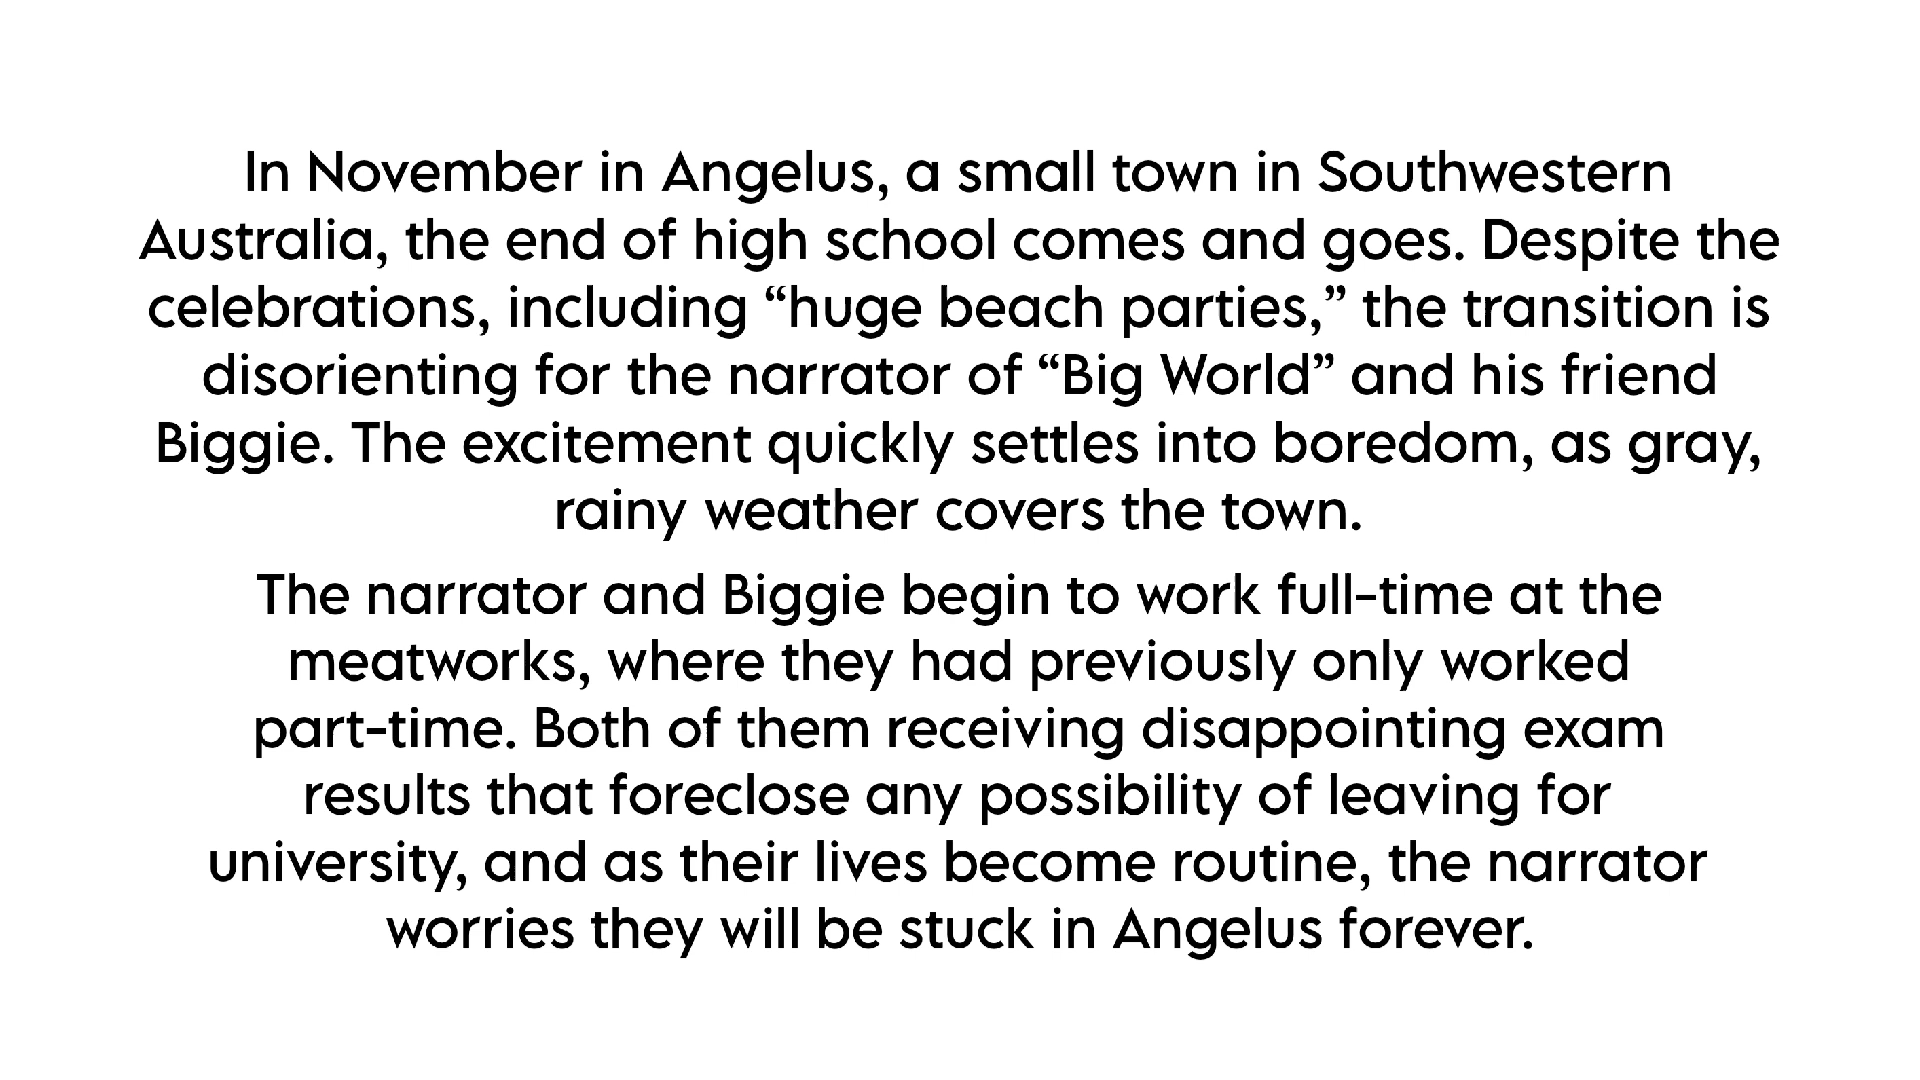 In November in Angelus, a small town in Southwestern
Australia, the end of high school comes and goes. Despite the
celebrations, including “huge beach parties,” the transition is
disorienting for the narrator of “Big World” and his friend
Biggie. The excitement quickly settles into boredom, as gray,
rainy weather covers the town.
The narrator and Biggie begin to work full-time at the
meatworks, where they had previously only worked
part-time. Both of them receiving disappointing exam
results that foreclose any possibility of leaving for
university, and as their lives become routine, the narrator
worries they will be stuck in Angelus forever.